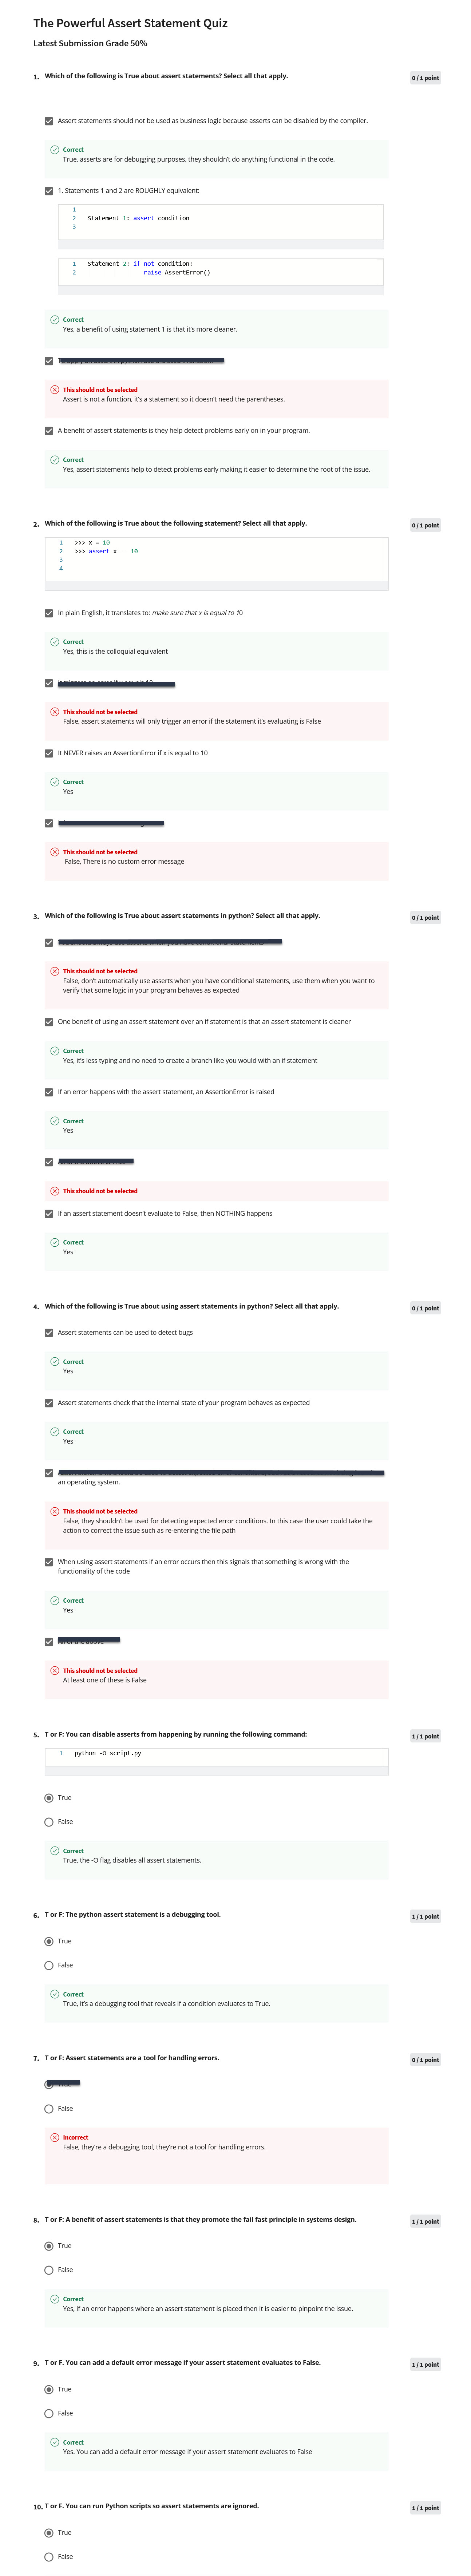 The Powerful Assert Statement Quiz
Latest Submission Grade 50%
1. Which of the following is True about assert statements? Select all that apply.
0 / 1 point
Assert statements should not be used as business logic because asserts can be disabled by the compiler.
Correct
True, asserts are for debugging purposes, they shouldn't do anything functional in the code.
1. Statements 1 and 2 are ROUGHLY equivalent:
1
2 Statement 1: assert condition
3
1 Statement 2: if not condition:
2 raise AssertError()
Correct
Yes, a benefit of using statement 1 is that it's more cleaner.
This should not be selected
Assert is not a function, it's a statement so it doesn't need the parentheses.
A benefit of assert statements is they help detect problems early on in your program.
Correct
Yes, assert statements help to detect problems early making it easier to determine the root of the issue.
2. Which of the following is True about the following statement? Select all that apply.
0 / 1 point
1 >>> x = 10
2 >>> assert x == 10
3
4
In plain English, it translates to: make sure that x is equal to 10
Correct
Yes, this is the colloquial equivalent
This should not be selected
False, assert statements will only trigger an error if the statement it's evaluating is False
It NEVER raises an AssertionError if x is equal to 10
Correct
Yes
This should not be selected
False, There is no custom error message
3. Which of the following is True about assert statements in python? Select all that apply.
0 / 1 point
This should not be selected
False, don't automatically use asserts when you have conditional statements, use them when you want to
verify that some logic in your program behaves as expected
One benefit of using an assert statement over an if statement is that an assert statement is cleaner
Correct
Yes, it's less typing and no need to create a branch like you would with an if statement
If an error happens with the assert statement, an AssertionError is raised
Correct
Yes
This should not be selected
If an assert statement doesn't evaluate to False, then NOTHING happens
Correct
Yes
4. Which of the following is True about using assert statements in python? Select all that apply.
0 / 1 point
Assert statements can be used to detect bugs
Correct
Yes
Assert statements check that the internal state of your program behaves as expected
Correct
Yes
an operating system.
This should not be selected
False, they shouldn't be used for detecting expected error conditions. In this case the user could take the
action to correct the issue such as re-entering the file path
When using assert statements if an error occurs then this signals that something is wrong with the
functionality of the code
Correct
Yes
This should not be selected
At least one of these is False
5. T or F: You can disable asserts from happening by running the following command:
1 / 1 point
1 python -O script.py
True
False
Correct
True, the -O flag disables all assert statements.
6. T or F: The python assert statement is a debugging tool.
1 / 1 point
True
False
Correct
True, it's a debugging tool that reveals if a condition evaluates to True.
7. T or F: Assert statements are a tool for handling errors.
0 / 1 point
False
Incorrect
False, they're a debugging tool, they're not a tool for handling errors.
8. T or F: A benefit of assert statements is that they promote the fail fast principle in systems design.
1 / 1 point
True
False
Correct
Yes, if an error happens where an assert statement is placed then it is easier to pinpoint the issue.
9. T or F. You can add a default error message if your assert statement evaluates to False.
1 / 1 point
True
False
Correct
Yes. You can add a default error message if your assert statement evaluates to False
10. T or F. You can run Python scripts so assert statements are ignored.
1 / 1 point
True
False